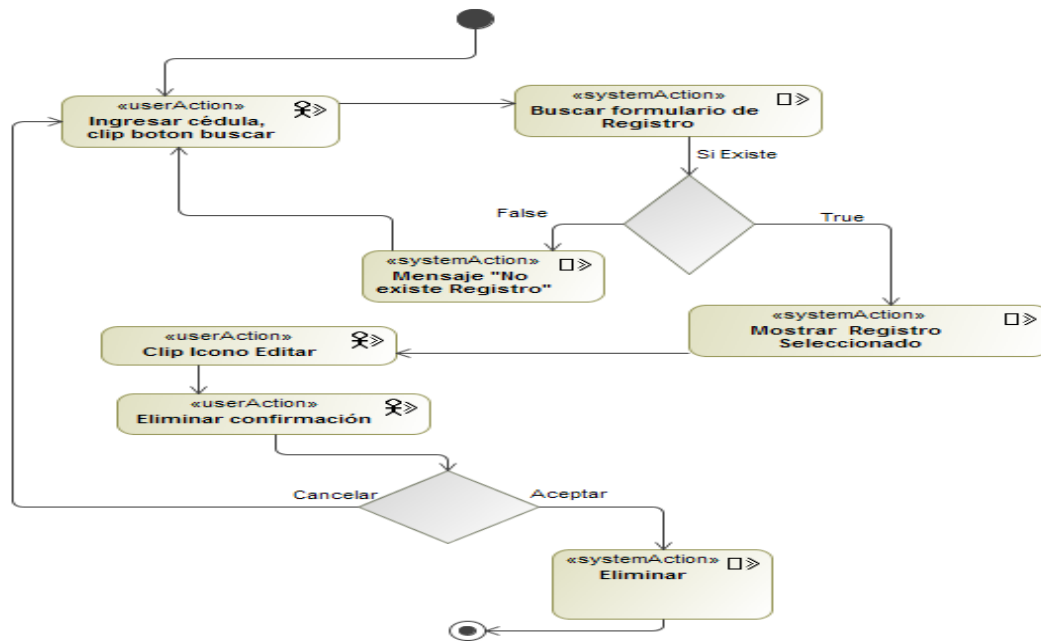 «userAction»
Ingresar cédula,
clip boton buscar
«systemAction»
Buscar formulario de
Registro
Si Existe
False
True
«systemAction»
Mensaje "No
existe Registro"
«systemAction»
Mostrar Registro
Seleccionado
«userAction»
Clip Icono Editar
«userAction»
Eliminar confirmación
Cancelar
Aceptar
«systemAction»
Eliminar